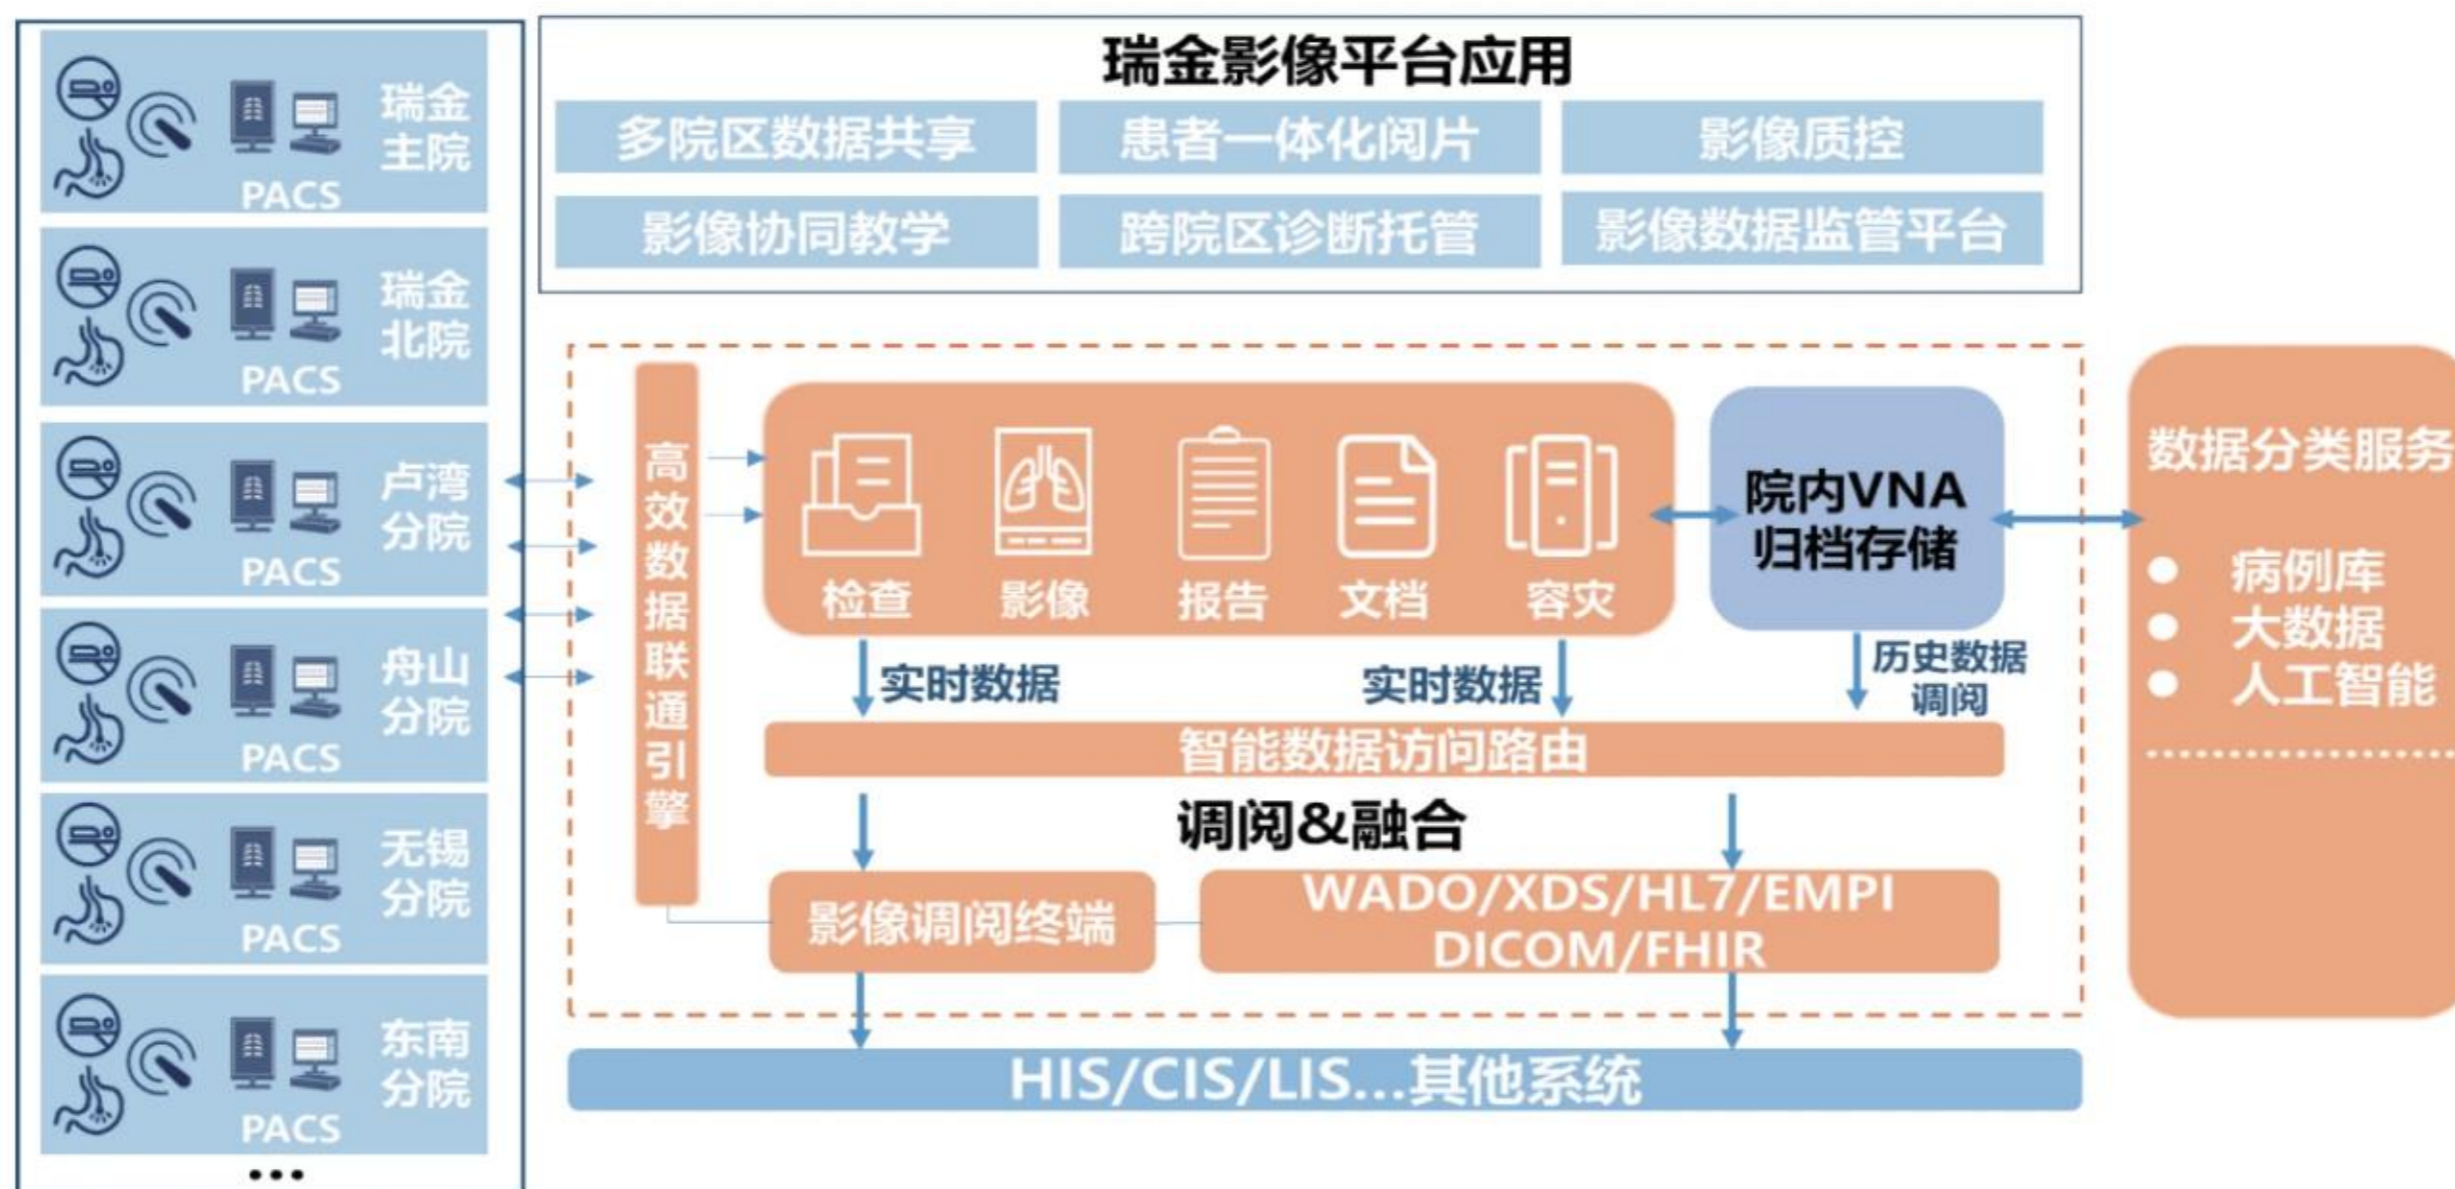 瑞金
主院
PACS
瑞金
北院
PACS
卢湾
分院
PACS
舟山
分院
PACS
无锡
分院
PACS
东南
分院
PACS
•••
瑞金影像平台应用
多院区数据共享
患者一体化阅片
影像质控
影像协同教学
跨院区诊断托管
影像数据监管平台
高效数据联通引擎
检查
影像
报告
文档
容灾
院内VNA
归档存储
实时数据
实时数据
历史数据
调阅
智能数据访问路由
调阅&融合
影像调阅终端
WADO/XDS/HL7/EMPI
DICOM/FHIR
HIS/CIS/LIS...其他系统
数据分类服务
● 病例库
● 大数据
● 人工智能